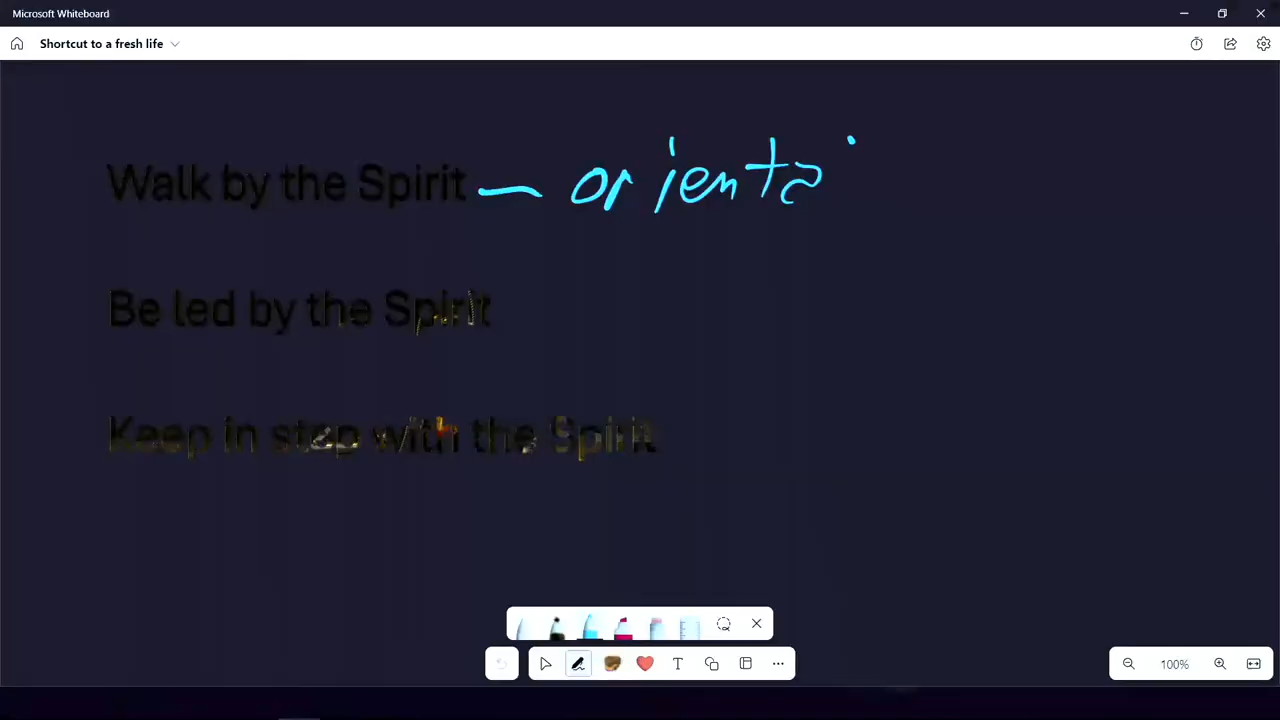 Microsoft Whiteboard
Shortcut to a fresh life
Walk by the Spirit — orienta
Be led by the Spirit
Keep in step with the Spirit
100%